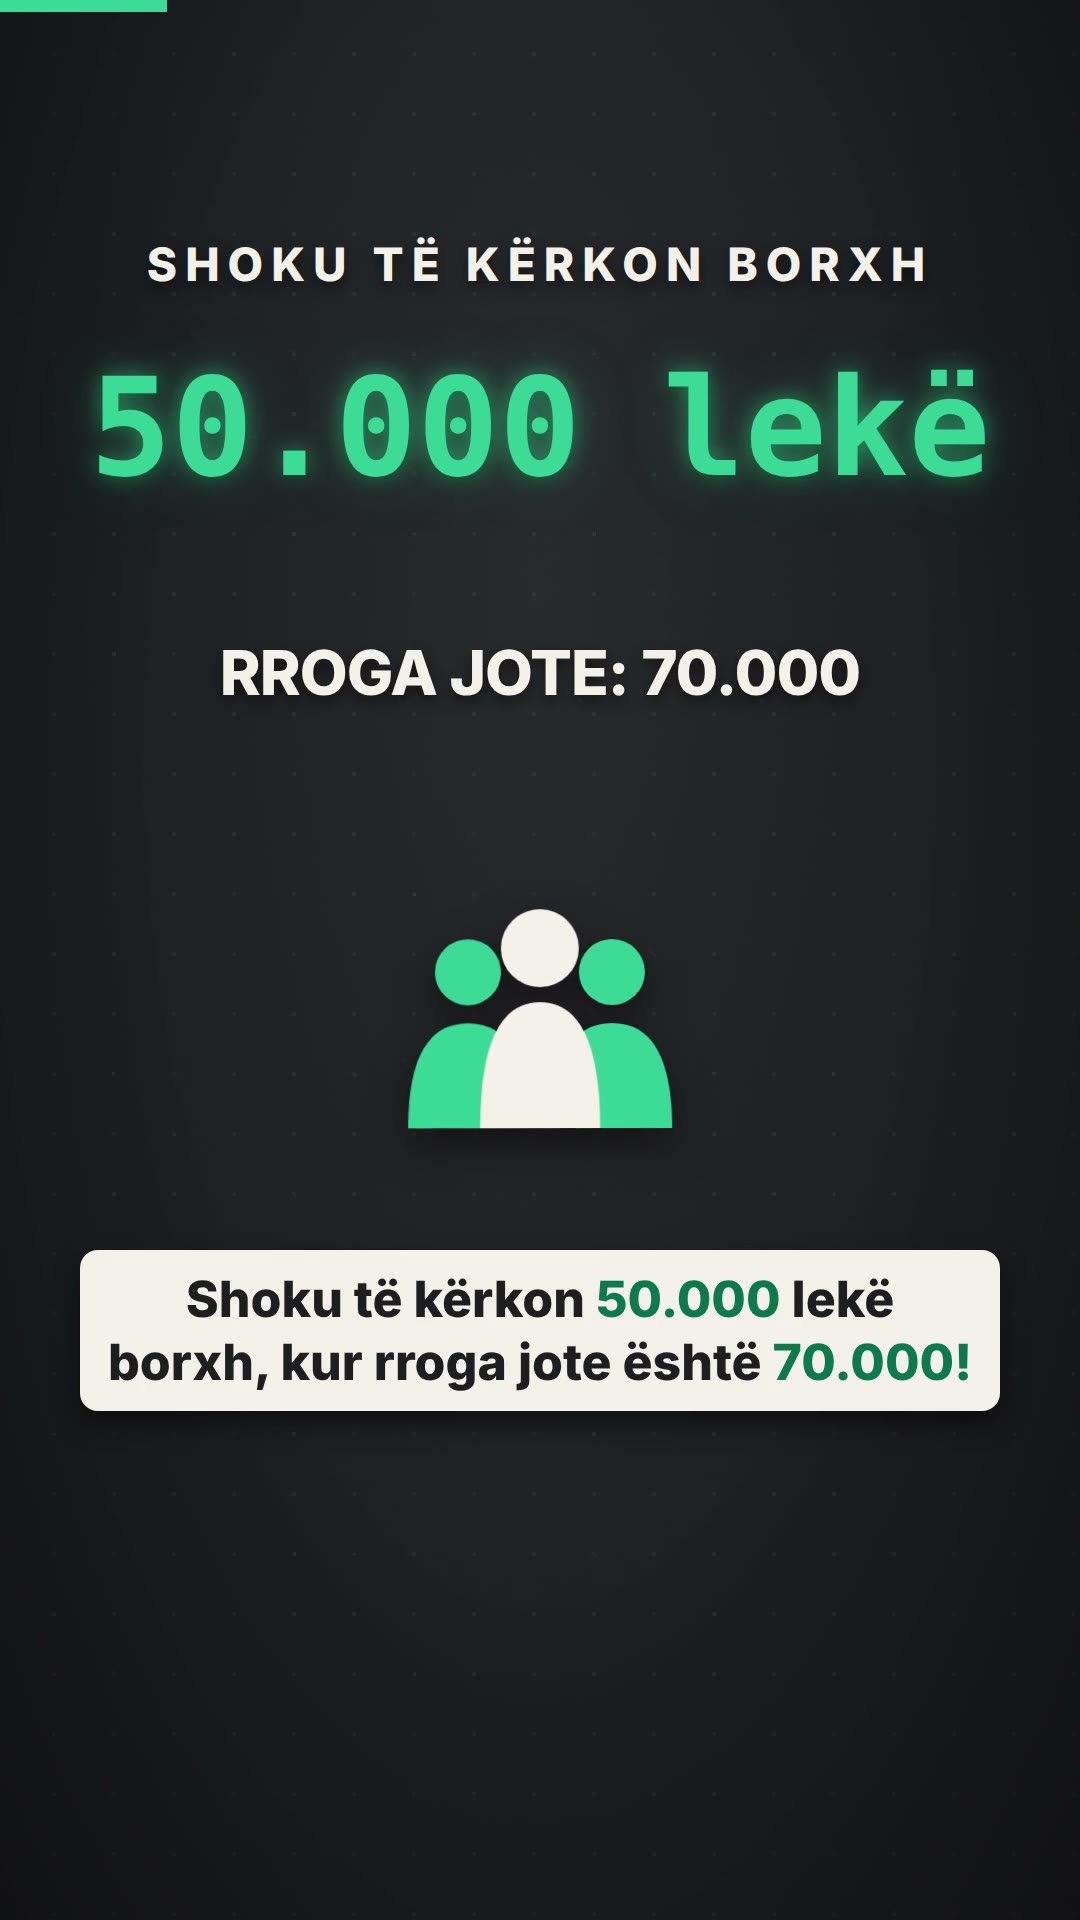 SHOKU TË KËRKON BORXH
50.000 lekë
RROGA JOTE: 70.000
Shoku të kërkon 50.000 lekë
borxh, kur rroga jote është 70.000!